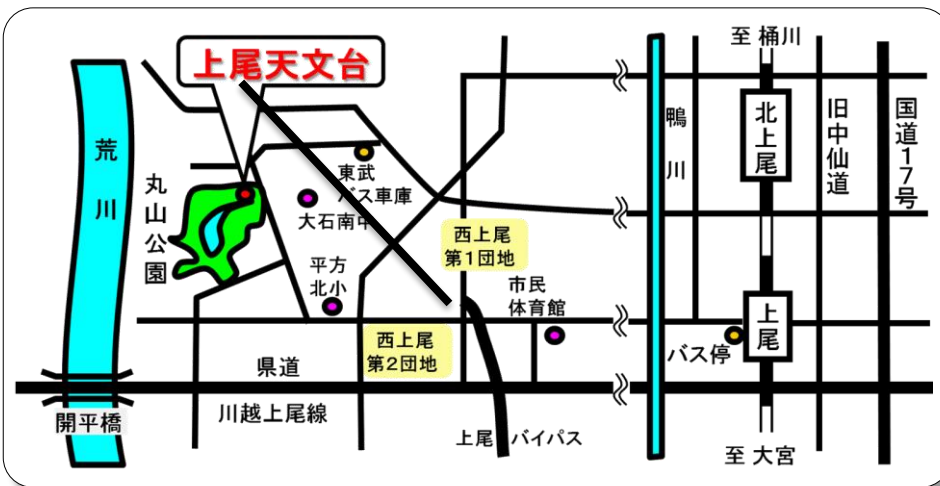 至 桶川
上尾天文台
荒川
丸山公園
東武
バス車庫
大石南中
平方
北小
西上尾
第1団地
市民
体育館
西上尾
第2団地
鴨川
北上尾
旧中仙道
国道17号
上尾
バス停
県道
川越上尾線
開平橋
上尾 バイパス
至 大宮